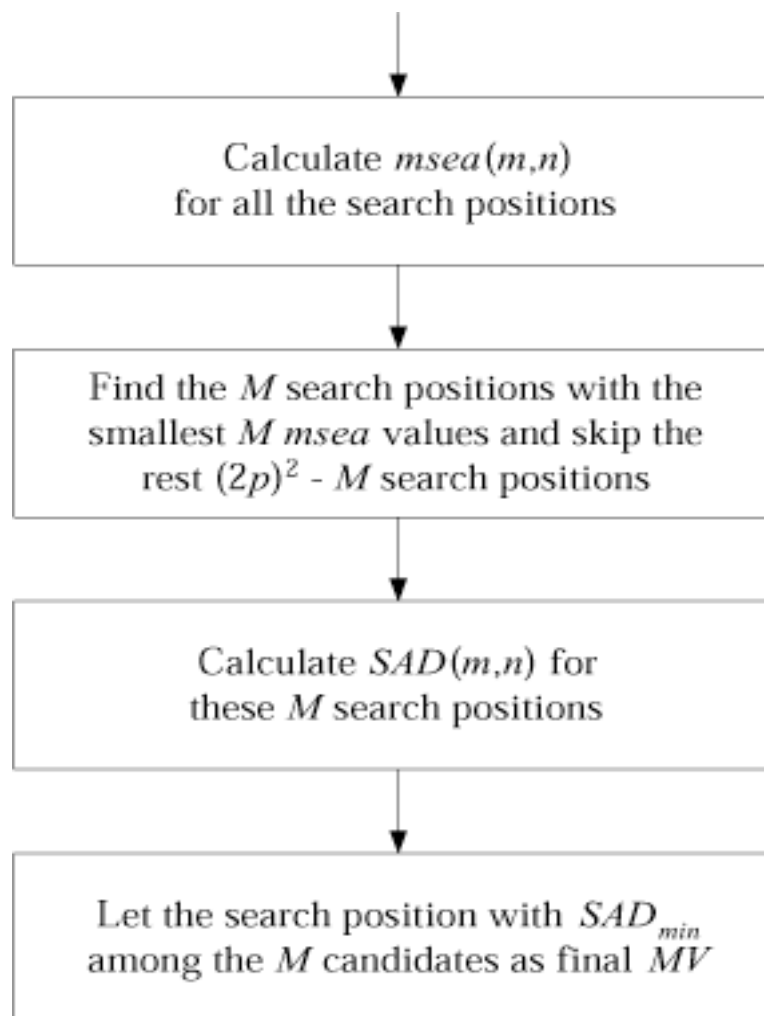 Calculate msea(m,n)
for all the search positions
Find the M search positions with the
smallest M msea values and skip the
rest (2p)² - M search positions
Calculate SAD(m,n) for
these M search positions
Let the search position with SAD_min
among the M candidates as final MV